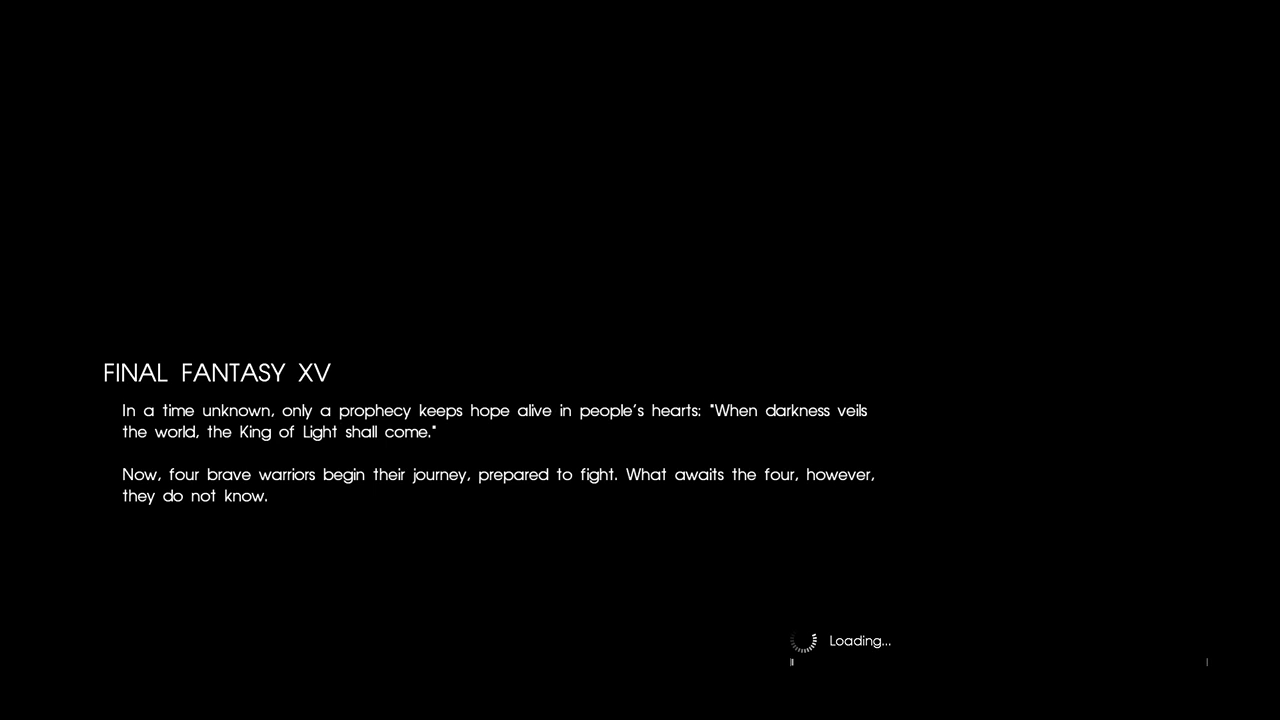 FINAL FANTASY XV
In a time unknown, only a prophecy keeps hope alive in people's hearts: "When darkness veils
the world, the King of Light shall come."
Now, four brave warriors begin their journey, prepared to fight. What awaits the four, however,
they do not know.
Loading...